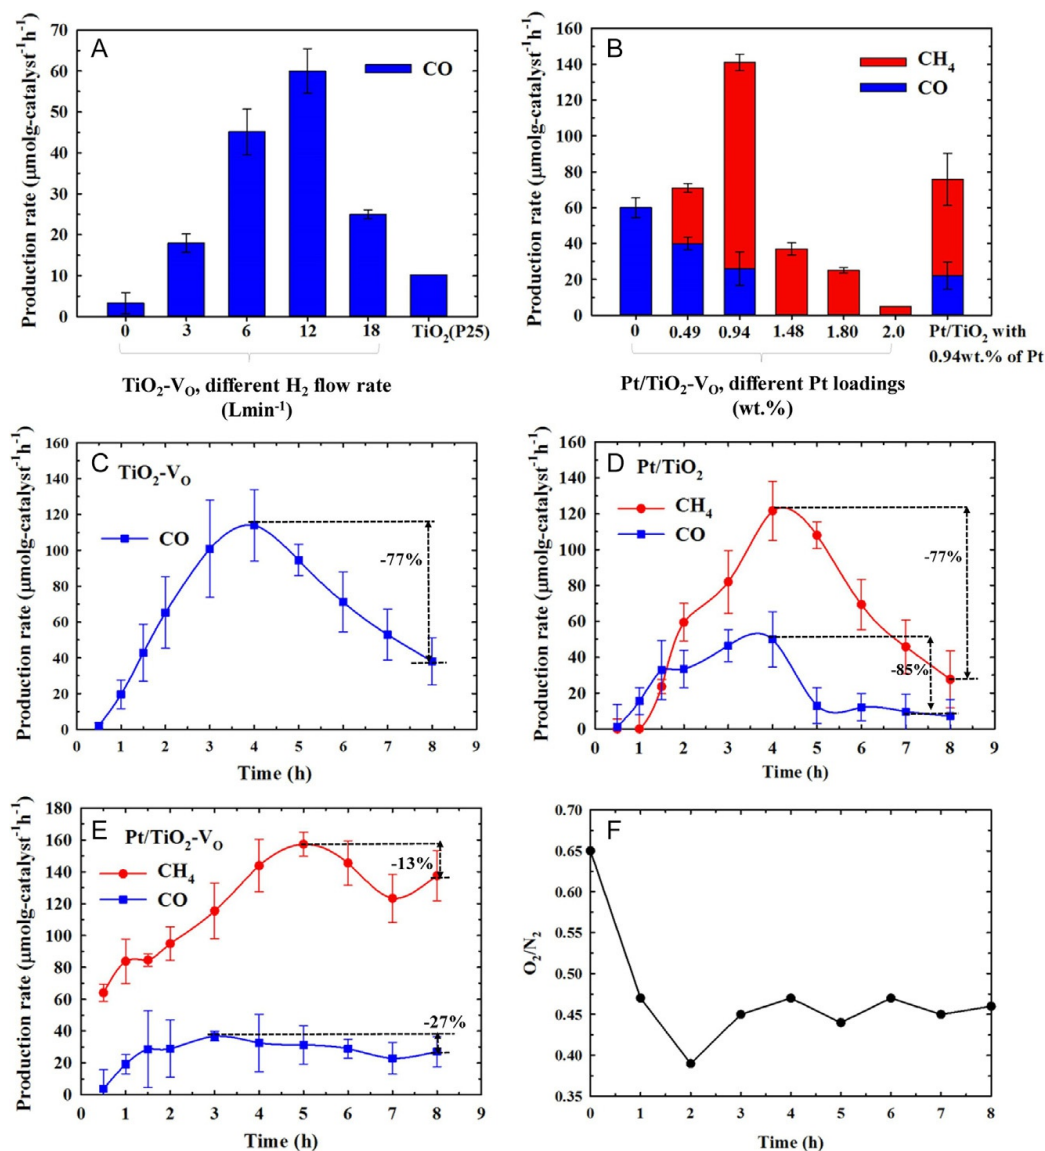 A
CO
Production rate (µmolg-catalyst⁻¹h⁻¹)
70
60
50
40
30
20
10
0
0 3 6 12 18 TiO₂(P25)
TiO₂-V₀, different H₂ flow rate
(Lmin⁻¹)
B
CH₄
CO
Production rate (µmolg-catalyst⁻¹h⁻¹)
160
140
120
100
80
60
40
20
0
0 0.49 0.94 1.48 1.80 2.0 Pt/TiO₂ with
0.94wt.% of Pt
Pt/TiO₂-V₀, different Pt loadings
(wt.%)
C
TiO₂-V₀
CO
-77%
Production rate (µmolg-catalyst⁻¹h⁻¹)
160
140
120
100
80
60
40
20
0
0 1 2 3 4 5 6 7 8 9
Time (h)
D
Pt/TiO₂
CH₄
CO
-77%
-85%
Production rate (µmolg-catalyst⁻¹h⁻¹)
160
140
120
100
80
60
40
20
0
0 1 2 3 4 5 6 7 8 9
Time (h)
E
Pt/TiO₂-V₀
CH₄
CO
-13%
-27%
Production rate (µmolg-catalyst⁻¹h⁻¹)
180
160
140
120
100
80
60
40
20
0
0 1 2 3 4 5 6 7 8 9
Time (h)
F
O₂/N₂
0.70
0.65
0.60
0.55
0.50
0.45
0.40
0.35
0 1 2 3 4 5 6 7 8
Time (h)